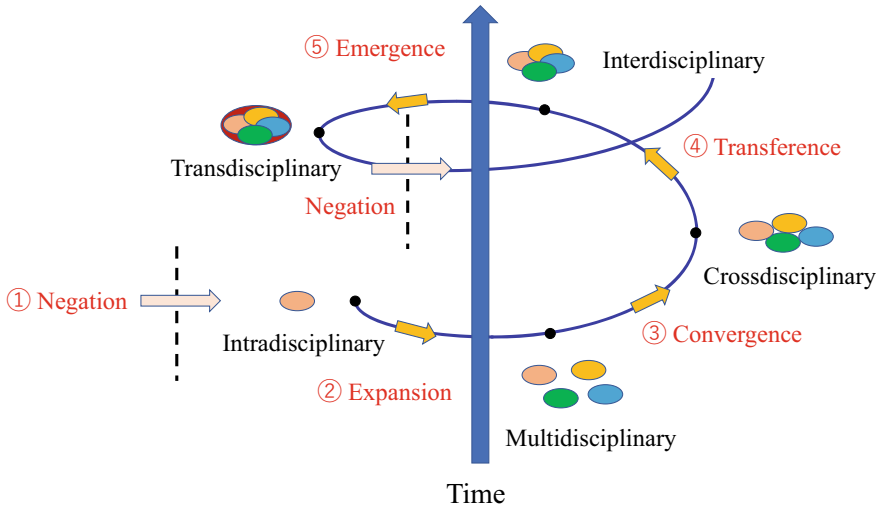 ⑤ Emergence
Interdisciplinary
④ Transference
Transdisciplinary
Negation
Crossdisciplinary
① Negation
③ Convergence
Intradisciplinary
② Expansion
Multidisciplinary
Time